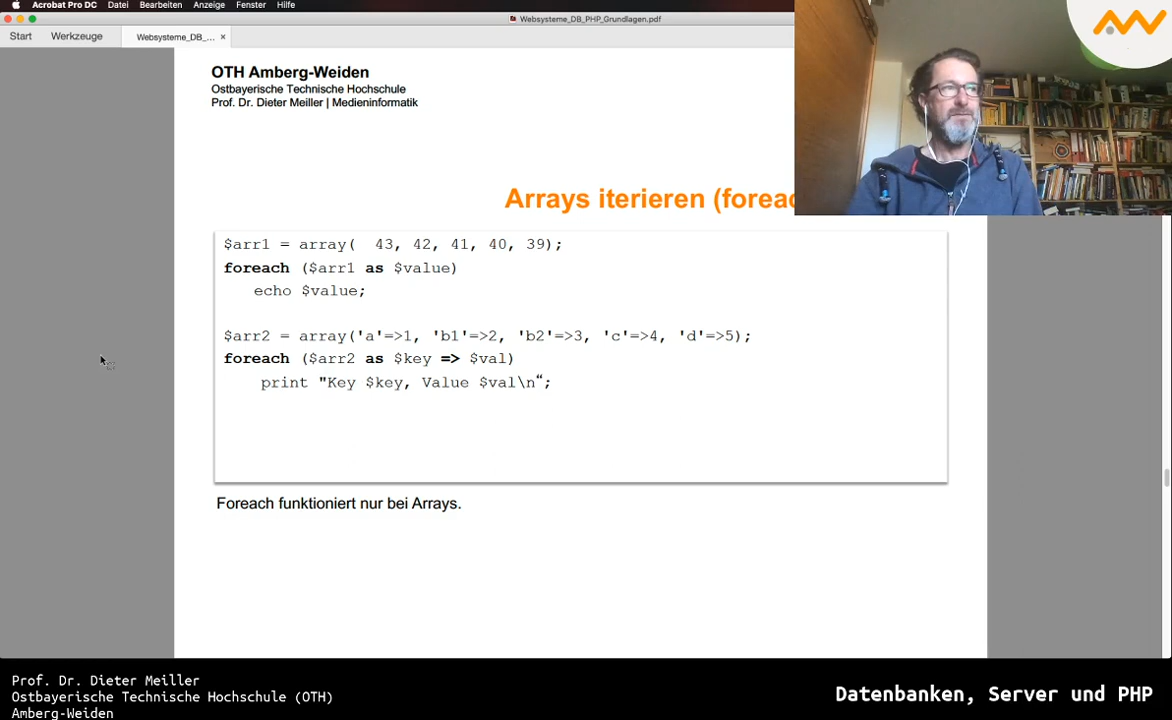 Acrobat Pro DC Datei Bearbeiten Anzeige Fenster Hilfe
Websysteme_DB_PHP_Grundlagen.pdf
Start Werkzeuge Websysteme_DB_... ×
OTH Amberg-Weiden
Ostbayerische Technische Hochschule
Prof. Dr. Dieter Meiller | Medieninformatik
Arrays iterieren (foreac
$arr1 = array(  43, 42, 41, 40, 39);
foreach ($arr1 as $value)
echo $value;
$arr2 = array('a'=>1, 'b1'=>2, 'b2'=>3, 'c'=>4, 'd'=>5);
foreach ($arr2 as $key => $val)
print "Key $key, Value $val\n“;
Foreach funktioniert nur bei Arrays.
Prof. Dr. Dieter Meiller
Ostbayerische Technische Hochschule (OTH)
Amberg-Weiden
Datenbanken, Server und PHP